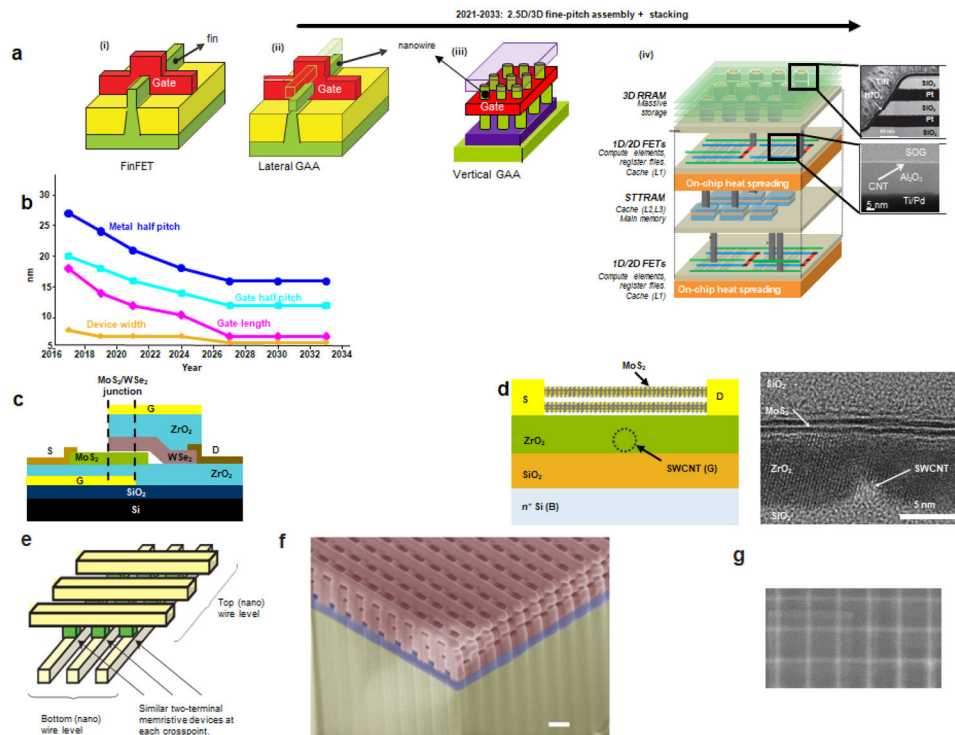 2021-2033: 2.5D/3D fine-pitch assembly + stacking
a
(i)
fin
Gate
FinFET
(ii)
nanowire
Gate
Lateral GAA
(iii)
Gate
Vertical GAA
(iv)
3D RRAM
Massive
storage
1D/2D FETs
Compute elements,
register files.
Cache (L1)
On-chip heat spreading
STTRAM
Cache (L2,L3)
Main memory
1D/2D FETs
Compute elements,
register files.
Cache (L1)
On-chip heat spreading
TiN
HfOx
SiO2
Pt
SiO2
Pt
SiO2
40 nm
SOG
Al2O3
CNT
Ti/Pd
5 nm
b
30
25
20
15
10
5
nm
Metal half pitch
Gate half pitch
Gate length
Device width
2016 2018 2020 2022 2024 2026 2028 2030 2032 2034
Year
c
MoS2/WSe2
junction
G
ZrO2
S
MoS2
WSe2
D
G
ZrO2
SiO2
Si
d
MoS2
S
D
ZrO2
SWCNT (G)
SiO2
n+ Si (B)
SiO2
MoS2
ZrO2
SWCNT
SiO2
5 nm
e
Top (nano)
wire level
Bottom (nano)
wire level
Similar two-terminal
memristive devices at
each crosspoint.
f
g